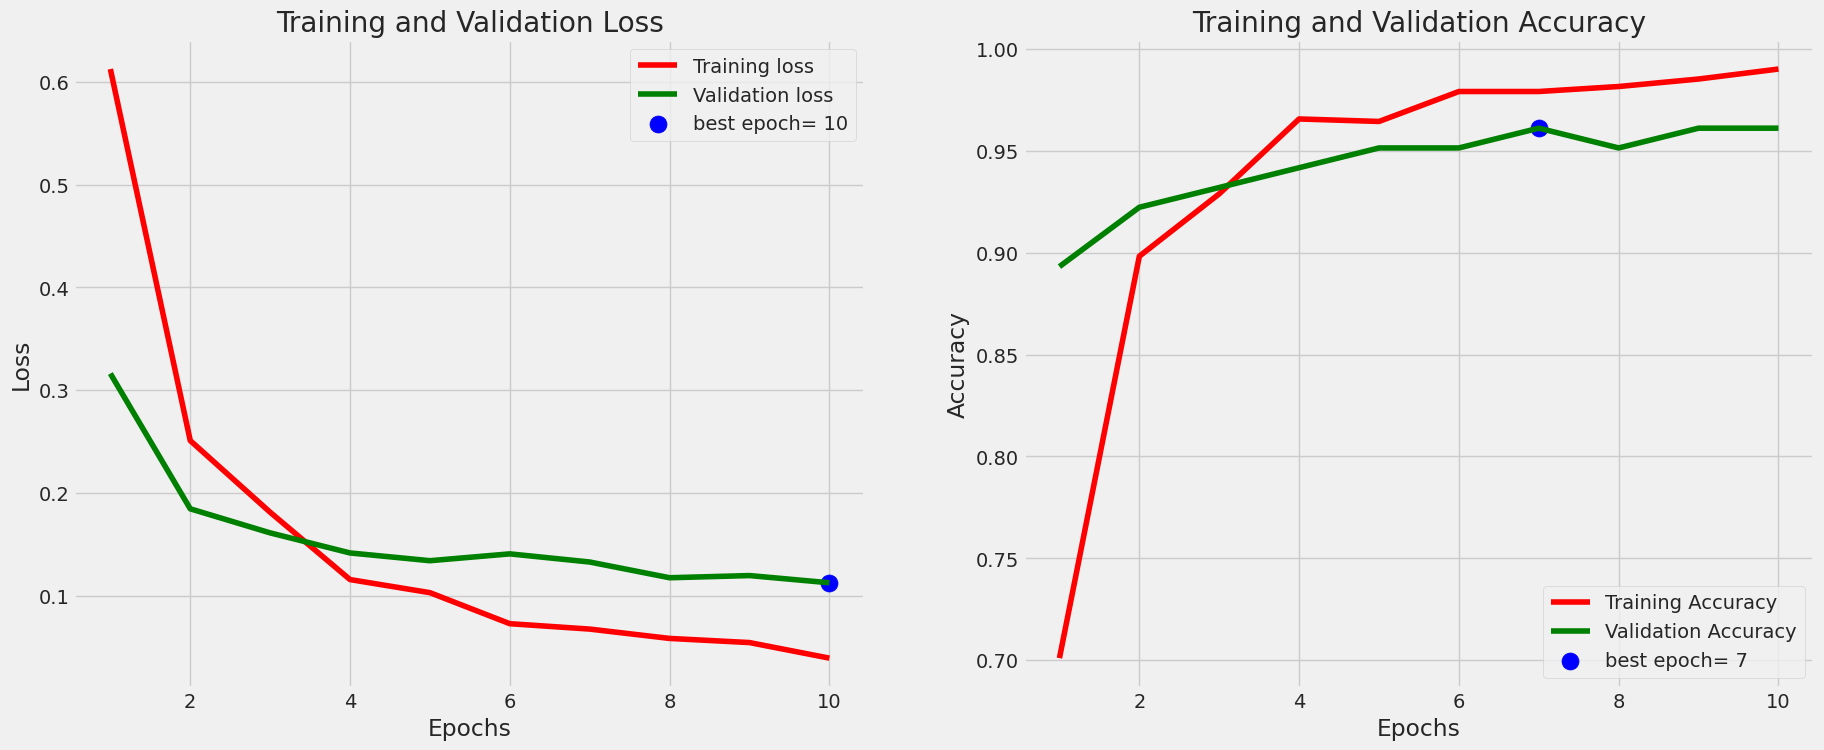 Training and Validation Loss
Training loss
Validation loss
best epoch= 10
0.6
0.5
0.4
0.3
0.2
0.1
Loss
2 4 6 8 10
Epochs
Training and Validation Accuracy
1.00
0.95
0.90
0.85
0.80
0.75
0.70
Accuracy
Training Accuracy
Validation Accuracy
best epoch= 7
2 4 6 8 10
Epochs